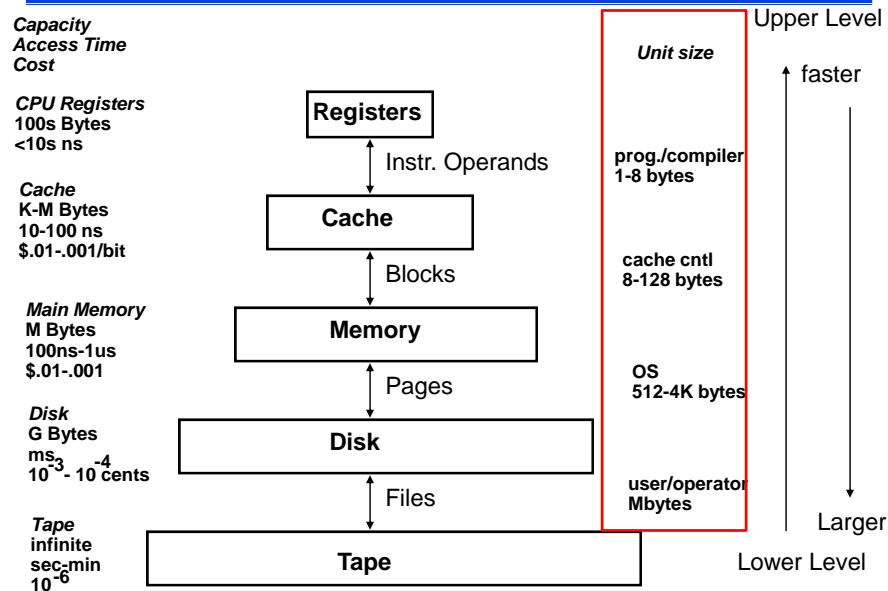 Capacity
Access Time
Cost
Unit size
Upper Level
faster
CPU Registers
100s Bytes
<10s ns
Registers
Instr. Operands
prog./compiler
1-8 bytes
Cache
K-M Bytes
10-100 ns
$.01-.001/bit
Cache
Blocks
cache cntl
8-128 bytes
Main Memory
M Bytes
100ns-1us
$.01-.001
Memory
Pages
OS
512-4K bytes
Disk
G Bytes
ms
10-3 - 10-4 cents
Disk
Files
user/operator
Mbytes
Larger
Tape
infinite
sec-min
10-6
Tape
Lower Level